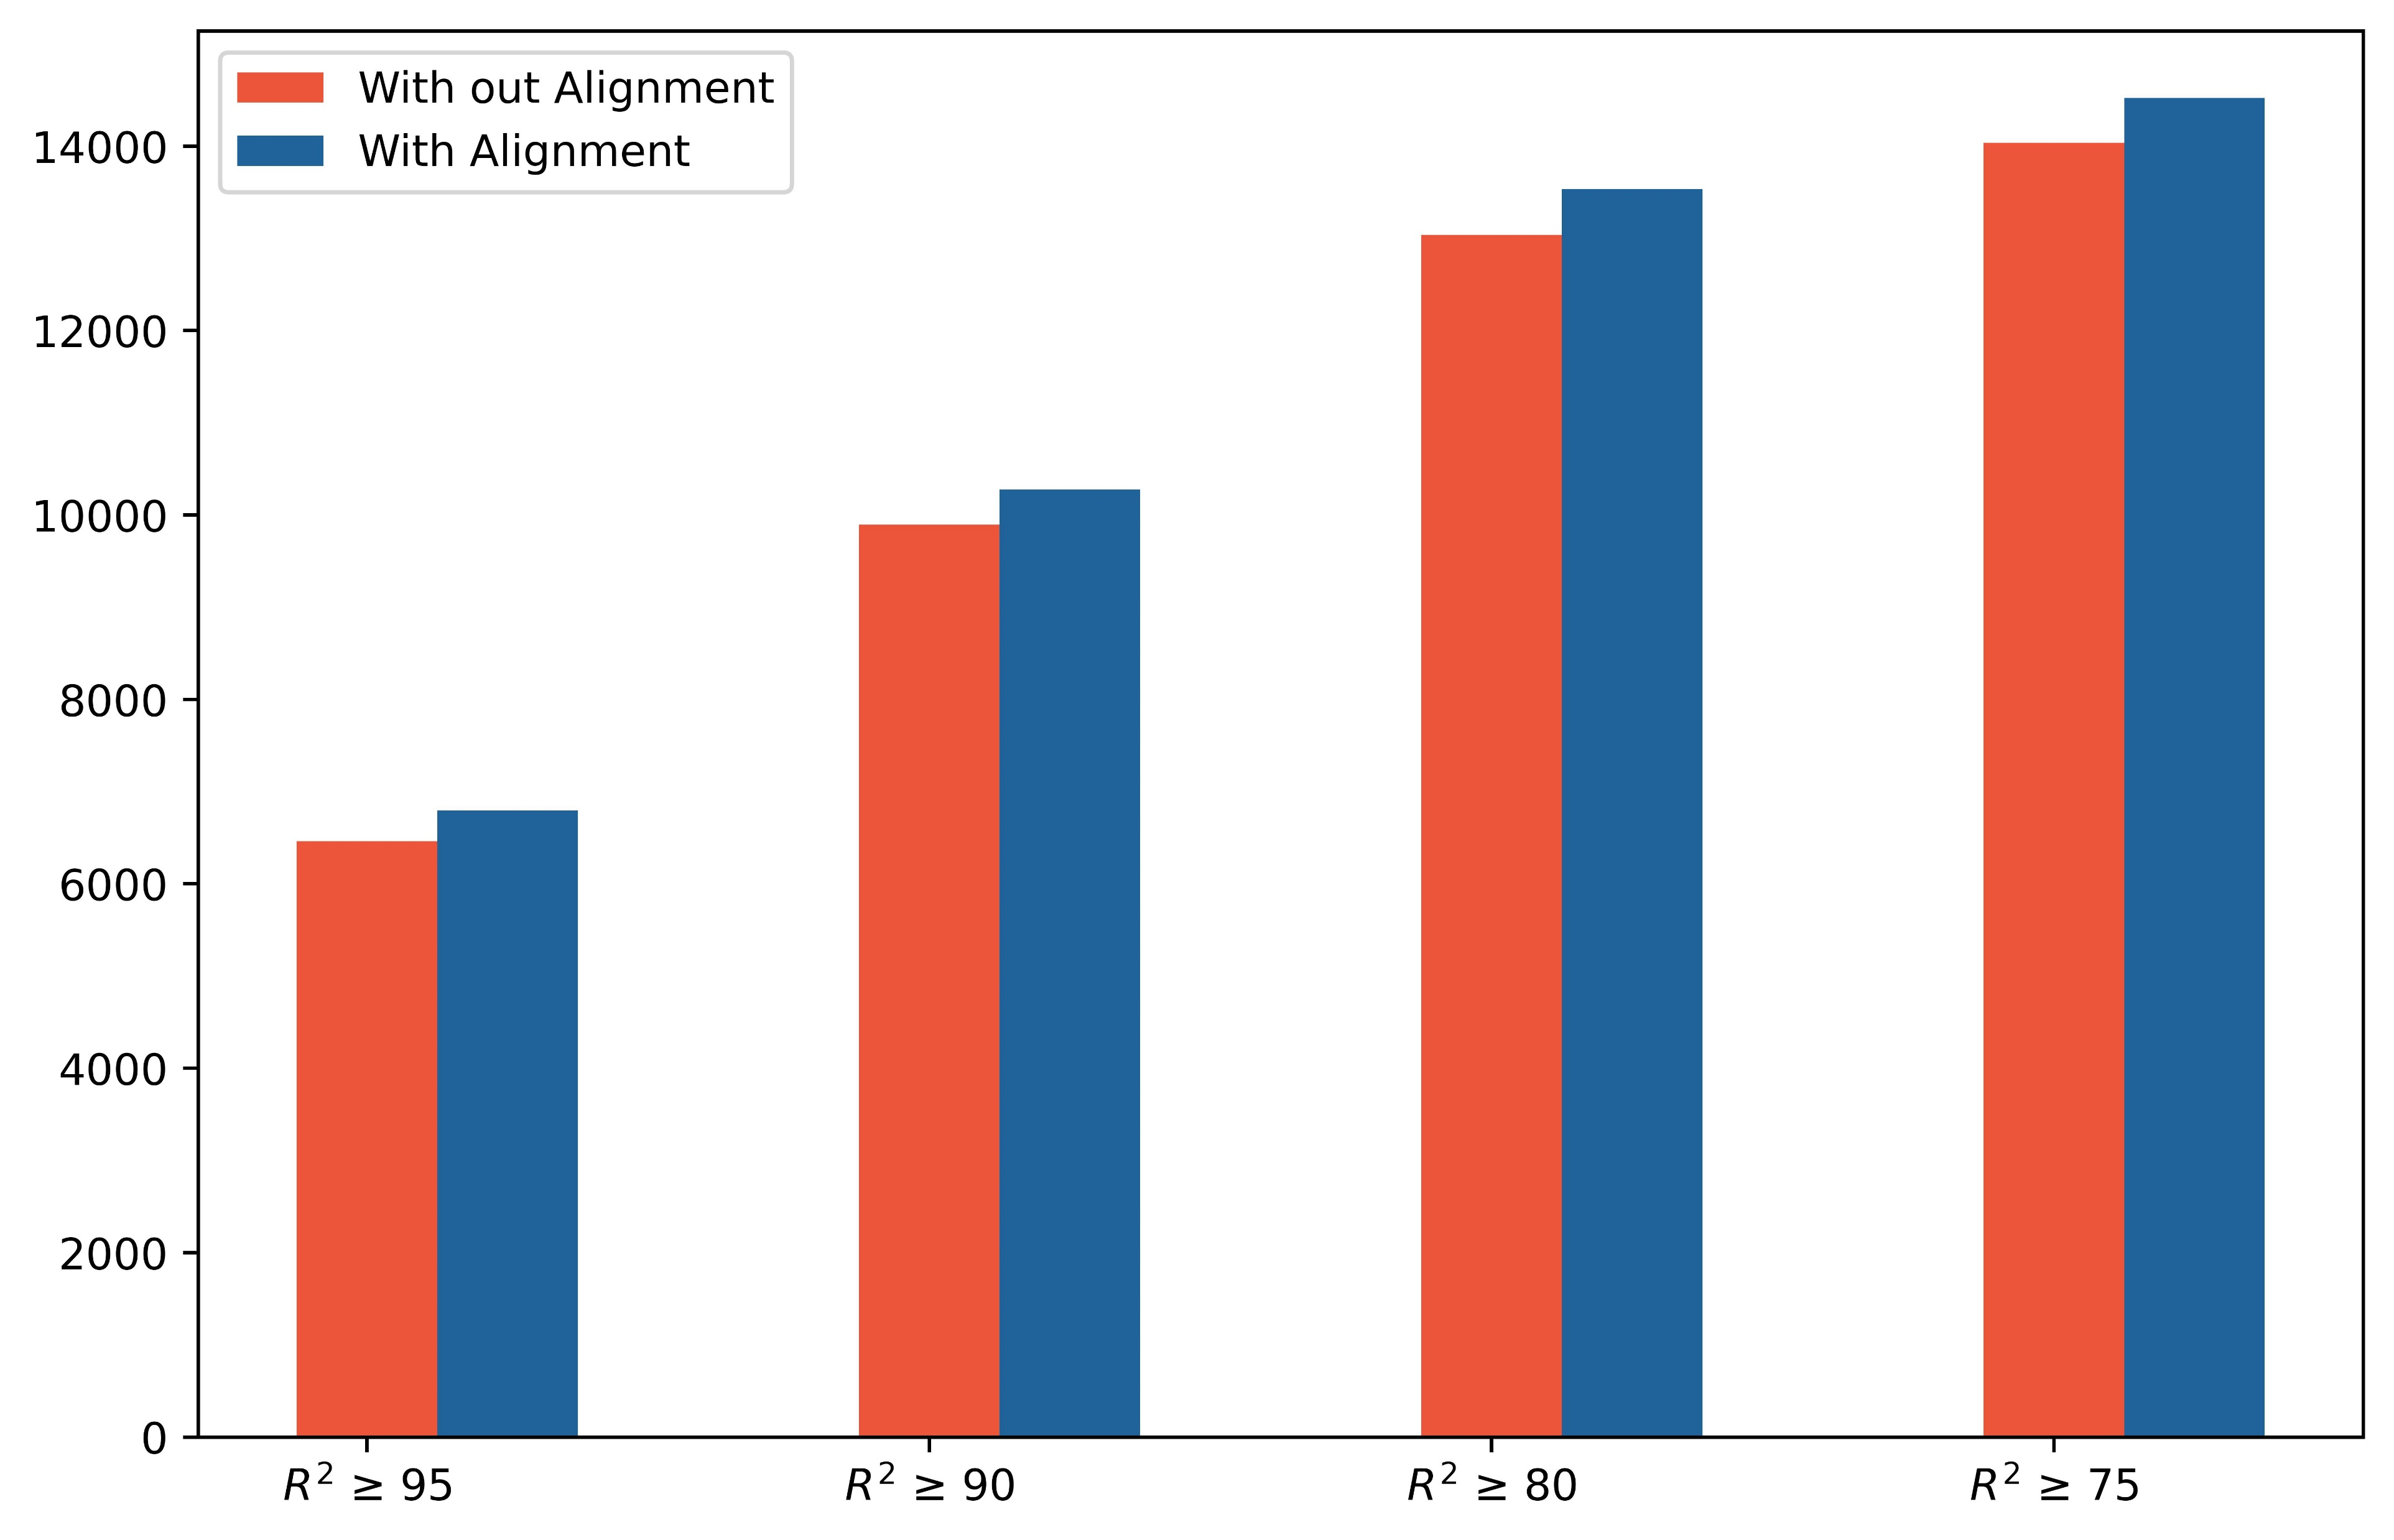 With out Alignment
With Alignment
14000
12000
10000
8000
6000
4000
2000
0
R² ≥ 95
R² ≥ 90
R² ≥ 80
R² ≥ 75